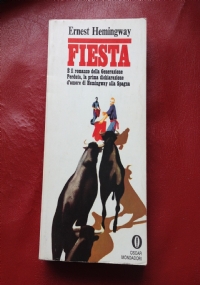 Ernest Hemingway
FIESTA
È il romanzo della Generazione
Perduta, la prima dichiarazione
d'amore di Hemingway alla Spagna
OSCAR
MONDADORI